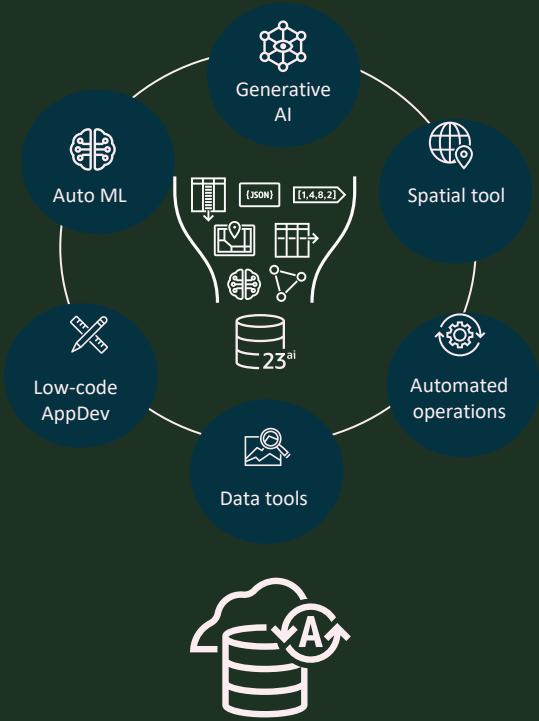 Generative
AI
Auto ML
{JSON}
[1,4,8,2]
Spatial tool
23ai
Low-code
AppDev
Automated
operations
Data tools
A